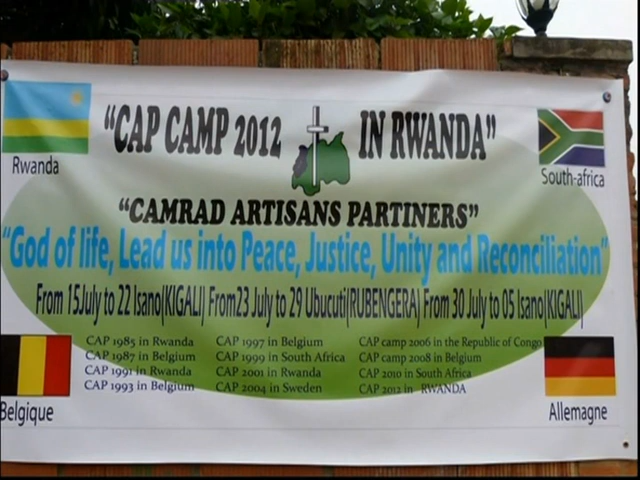 "CAP CAMP 2012 IN RWANDA"
Rwanda
South-africa
"CAMRAD ARTISANS PARTINERS"
"God of life, Lead us into Peace, Justice, Unity and Reconciliation"
From 15July to 22 Isano(KIGALI) From23 July to 29 Ubucuti(RUBENGERA) From 30 July to 05 Isano(KIGALI)
CAP 1985 in Rwanda
CAP 1987 in Belgium
CAP 1991 in Rwanda
CAP 1993 in Belgium
CAP 1997 in Belgium
CAP 1999 in South Africa
CAP 2001 in Rwanda
CAP 2004 in Sweden
CAP camp 2006 in the Republic of Congo
CAP camp 2008 in Belgium
CAP 2010 in South Africa
CAP 2012 in RWANDA
Belgique
Allemagne